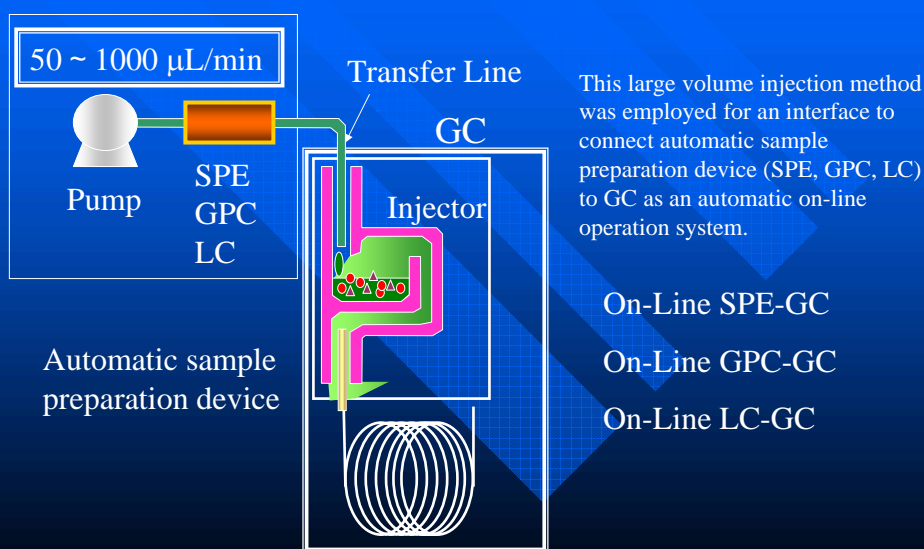 50 ~ 1000 μL/min
Pump
SPE
GPC
LC
Automatic sample
preparation device
Transfer Line
GC
Injector
This large volume injection method
was employed for an interface to
connect automatic sample
preparation device (SPE, GPC, LC)
to GC as an automatic on-line
operation system.
On-Line SPE-GC
On-Line GPC-GC
On-Line LC-GC